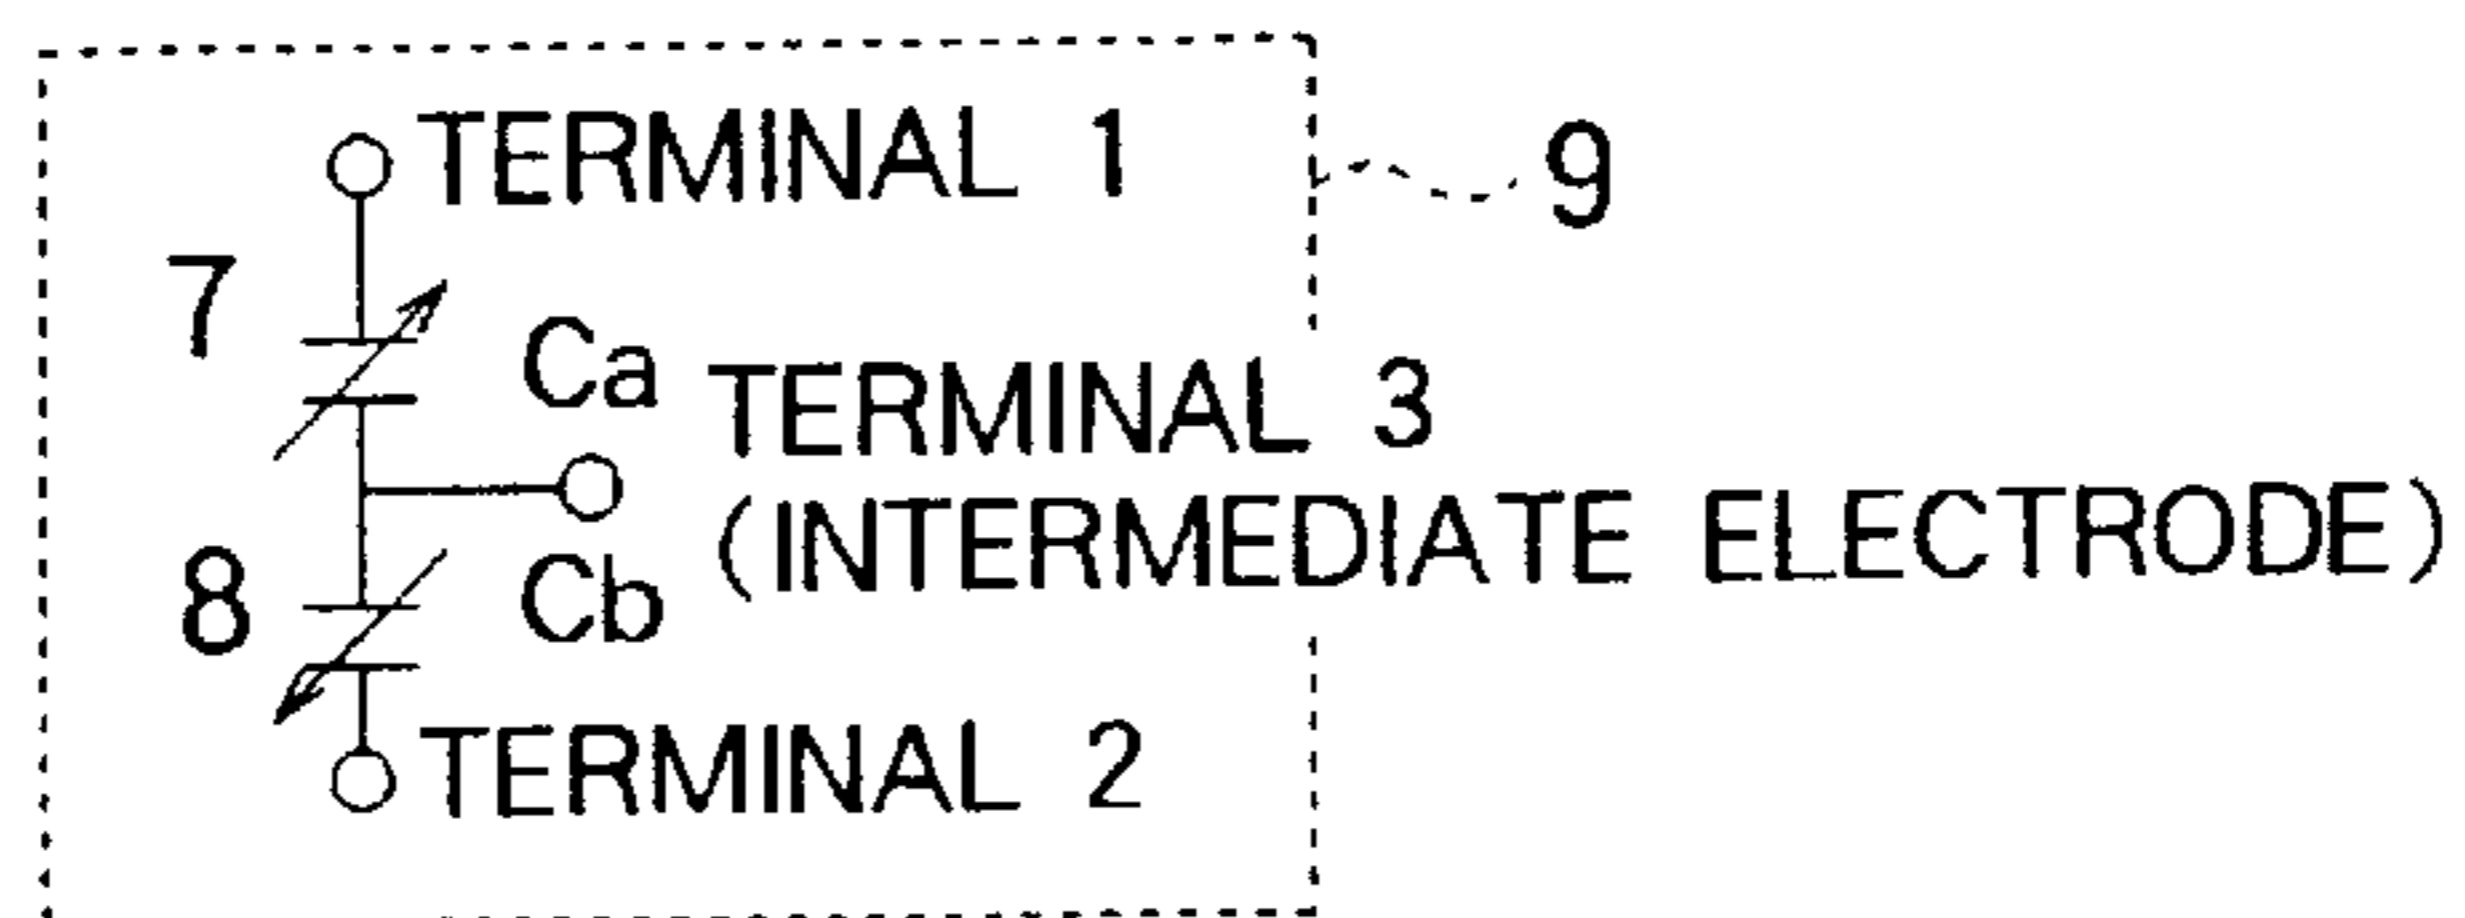 TERMINAL 1
9
7
Ca
TERMINAL 3
(INTERMEDIATE ELECTRODE)
8
Cb
TERMINAL 2